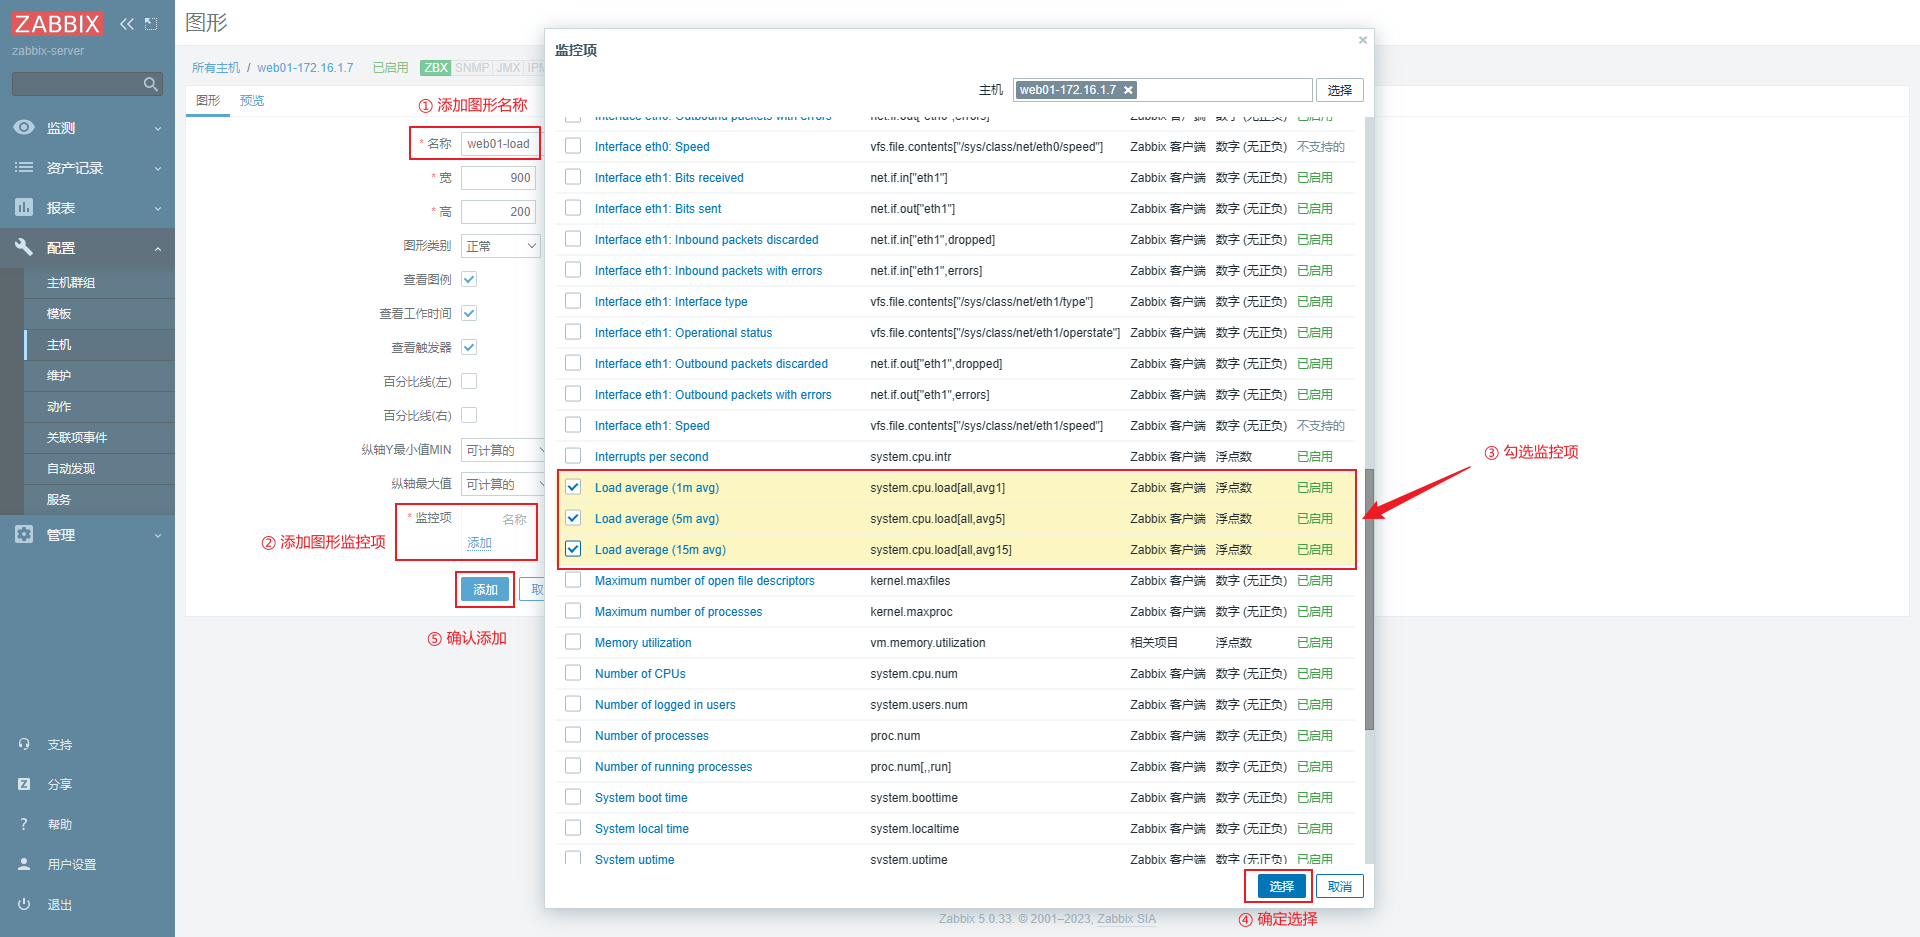 ZABBIX
zabbix-server
监测
资产记录
报表
配置
主机群组
模板
主机
维护
动作
关联项事件
自动发现
服务
管理
支持
Z 分享
? 帮助
用户设置
退出
图形
所有主机 / web01-172.16.1.7 已启用 ZBX SNMP JMX IPM
图形 预览
① 添加图形名称
* 名称 web01-load
* 宽 900
* 高 200
图形类别 正常
查看图例
查看工作时间
查看触发器
百分比线(左)
百分比线(右)
纵轴Y最小值MIN 可计算的
纵轴最大值 可计算的
* 监控项 名称
添加
② 添加图形监控项
添加 取
⑤ 确认添加
监控项
主机 web01-172.16.1.7 选择
Interface eth0: Outbound packets with errors net.if.out["eth0",errors] Zabbix 客户端 数字 (无正负) 已启用
Interface eth0: Speed vfs.file.contents["/sys/class/net/eth0/speed"] Zabbix 客户端 数字 (无正负) 不支持的
Interface eth1: Bits received net.if.in["eth1"] Zabbix 客户端 数字 (无正负) 已启用
Interface eth1: Bits sent net.if.out["eth1"] Zabbix 客户端 数字 (无正负) 已启用
Interface eth1: Inbound packets discarded net.if.in["eth1",dropped] Zabbix 客户端 数字 (无正负) 已启用
Interface eth1: Inbound packets with errors net.if.in["eth1",errors] Zabbix 客户端 数字 (无正负) 已启用
Interface eth1: Interface type vfs.file.contents["/sys/class/net/eth1/type"] Zabbix 客户端 数字 (无正负) 已启用
Interface eth1: Operational status vfs.file.contents["/sys/class/net/eth1/operstate"] Zabbix 客户端 数字 (无正负) 已启用
Interface eth1: Outbound packets discarded net.if.out["eth1",dropped] Zabbix 客户端 数字 (无正负) 已启用
Interface eth1: Outbound packets with errors net.if.out["eth1",errors] Zabbix 客户端 数字 (无正负) 已启用
Interface eth1: Speed vfs.file.contents["/sys/class/net/eth1/speed"] Zabbix 客户端 数字 (无正负) 不支持的
Interrupts per second system.cpu.intr Zabbix 客户端 浮点数 已启用
Load average (1m avg) system.cpu.load[all,avg1] Zabbix 客户端 浮点数 已启用
Load average (5m avg) system.cpu.load[all,avg5] Zabbix 客户端 浮点数 已启用
Load average (15m avg) system.cpu.load[all,avg15] Zabbix 客户端 浮点数 已启用
Maximum number of open file descriptors kernel.maxfiles Zabbix 客户端 数字 (无正负) 已启用
Maximum number of processes kernel.maxproc Zabbix 客户端 数字 (无正负) 已启用
Memory utilization vm.memory.utilization 相关项目 浮点数 已启用
Number of CPUs system.cpu.num Zabbix 客户端 数字 (无正负) 已启用
Number of logged in users system.users.num Zabbix 客户端 数字 (无正负) 已启用
Number of processes proc.num Zabbix 客户端 数字 (无正负) 已启用
Number of running processes proc.num[,,run] Zabbix 客户端 数字 (无正负) 已启用
System boot time system.boottime Zabbix 客户端 数字 (无正负) 已启用
System local time system.localtime Zabbix 客户端 数字 (无正负) 已启用
System uptime system.uptime Zabbix 客户端 数字 (无正负) 已启用
选择 取消
③ 勾选监控项
④ 确定选择
Zabbix 5.0.33. © 2001–2023, Zabbix SIA